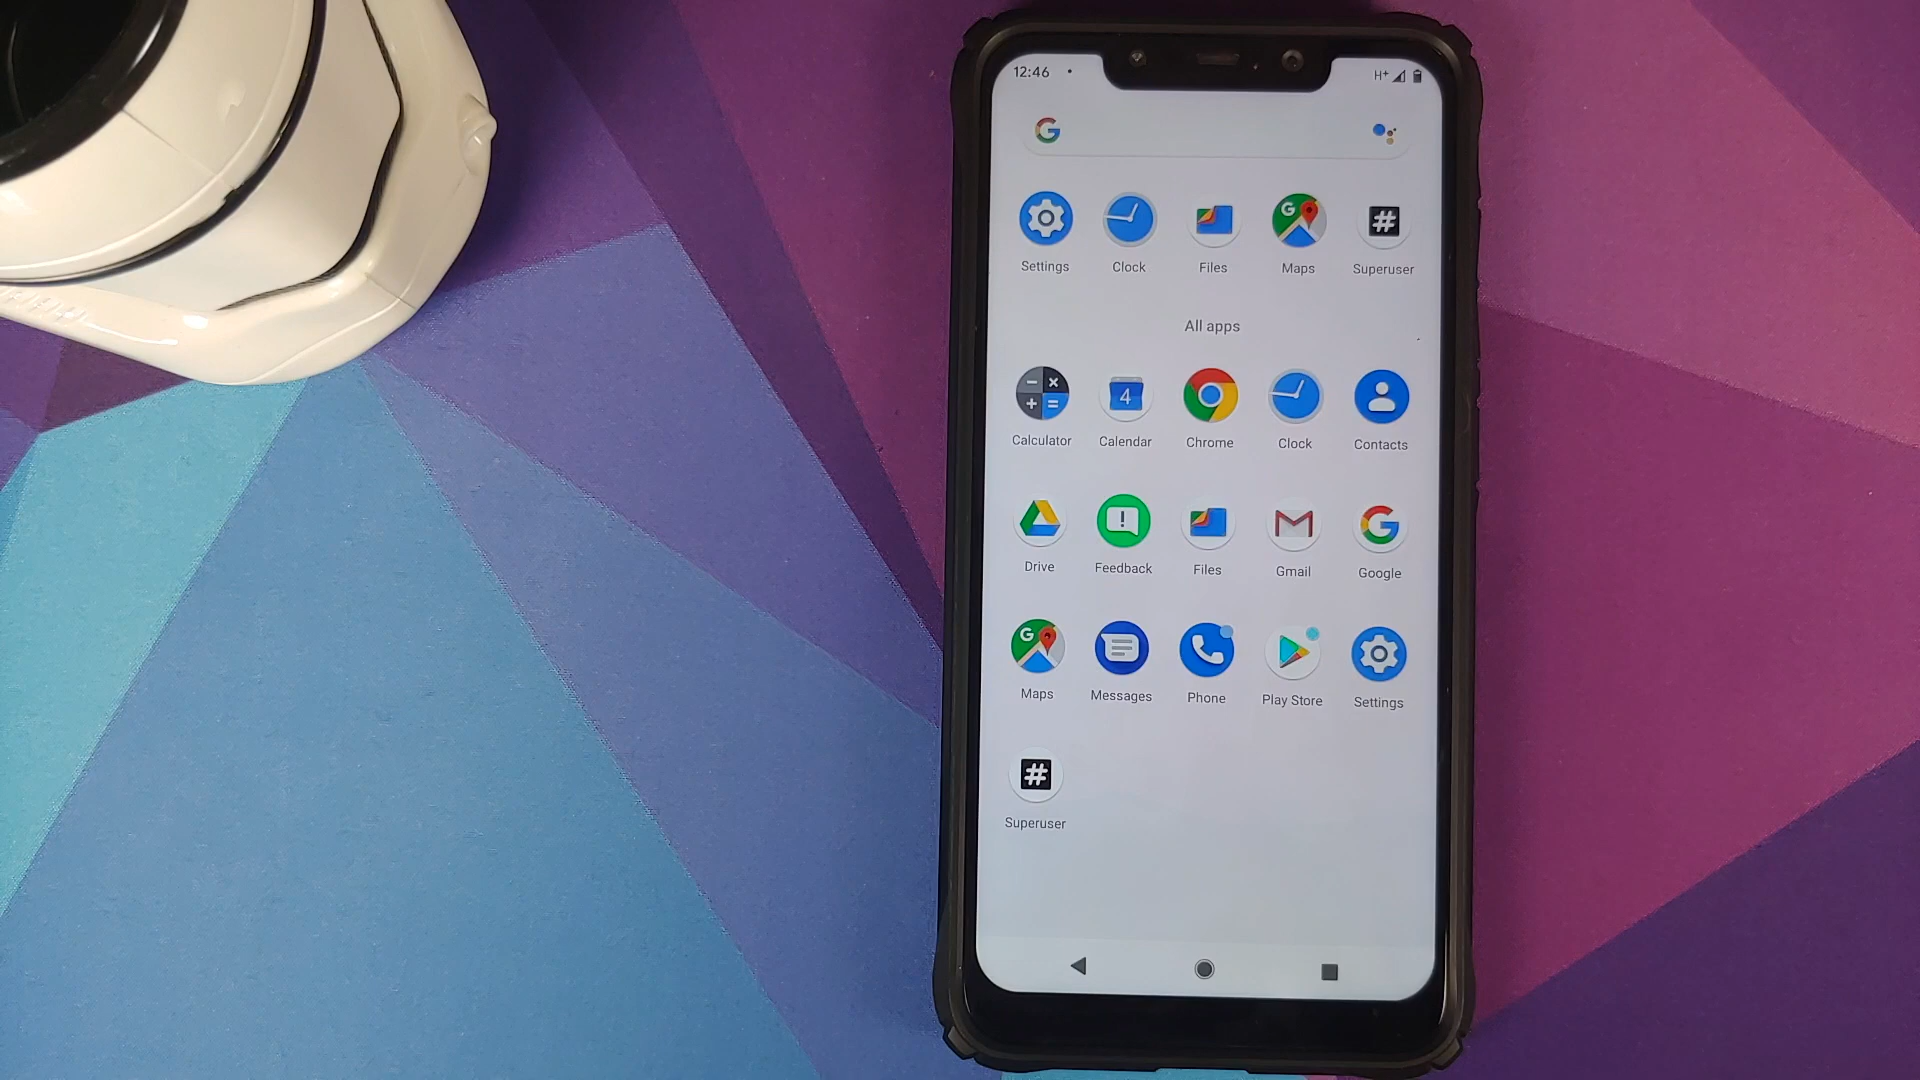 12:46 H+
G
Settings Clock Files Maps Superuser
All apps
Calculator Calendar Chrome Clock Contacts
4
Drive Feedback Files Gmail Google
Maps Messages Phone Play Store Settings
Superuser